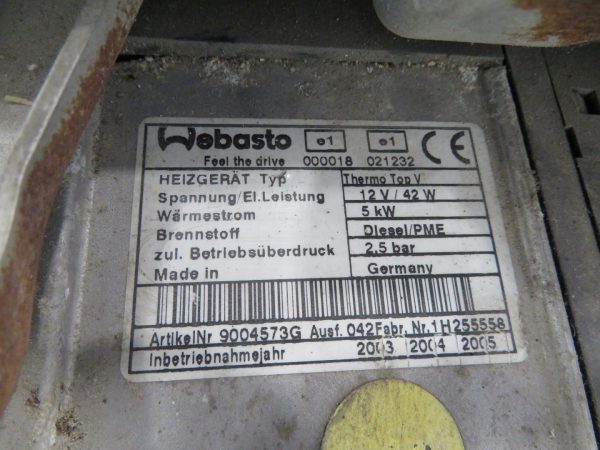 Webasto e1 e1 CE
Feel the drive 000018 021232
HEIZGERÄT Typ Thermo Top V
Spannung/El.Leistung 12 V / 42 W
Wärmestrom 5 kW
Brennstoff Diesel/PME
zul. Betriebsüberdruck 2,5 bar
Made in Germany
ArtikelNr 9004573G Ausf. 042 Fabr. Nr. 1H255558
Inbetriebnahmejahr 2003 2004 2005